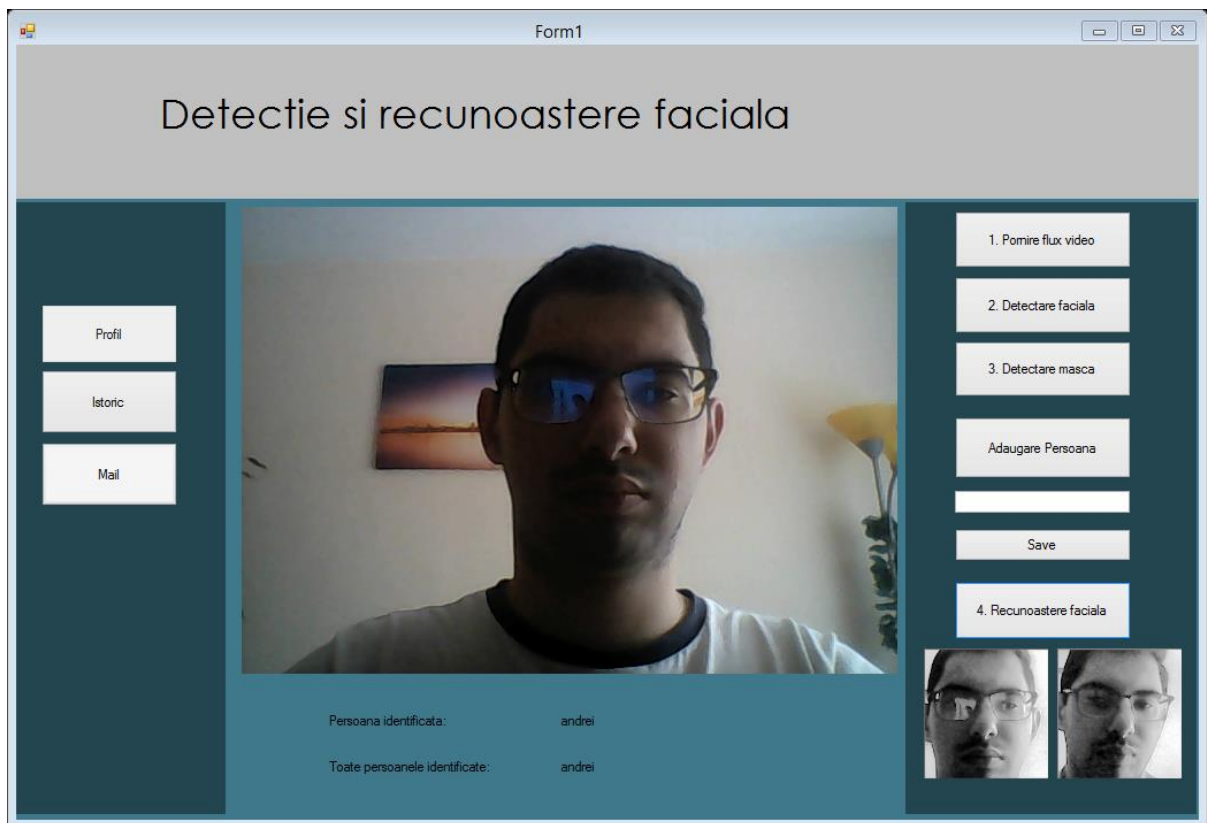 Form1
Detectie si recunoastere faciala
Profil
Istoric
Mail
1. Pornire flux video
2. Detectare faciala
3. Detectare masca
Adaugare Persoana
Save
4. Recunoastere faciala
Persoana identificata: andrei
Toate persoanele identificate: andrei